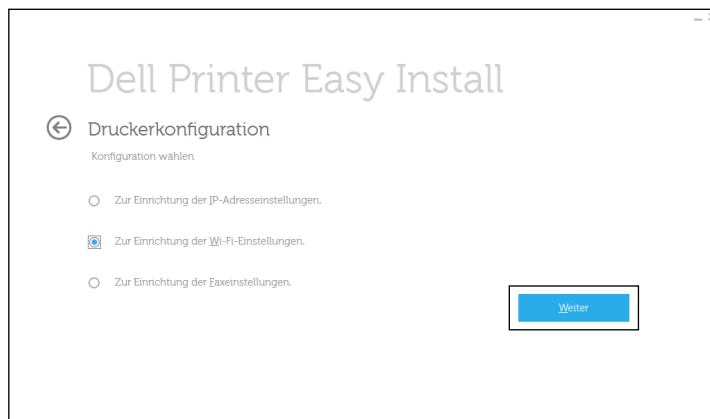 Dell Printer Easy Install
Druckerkonfiguration
Konfiguration wählen
Zur Einrichtung der IP-Adresseinstellungen.
Zur Einrichtung der Wi-Fi-Einstellungen.
Zur Einrichtung der Faxeinstellungen.
Weiter